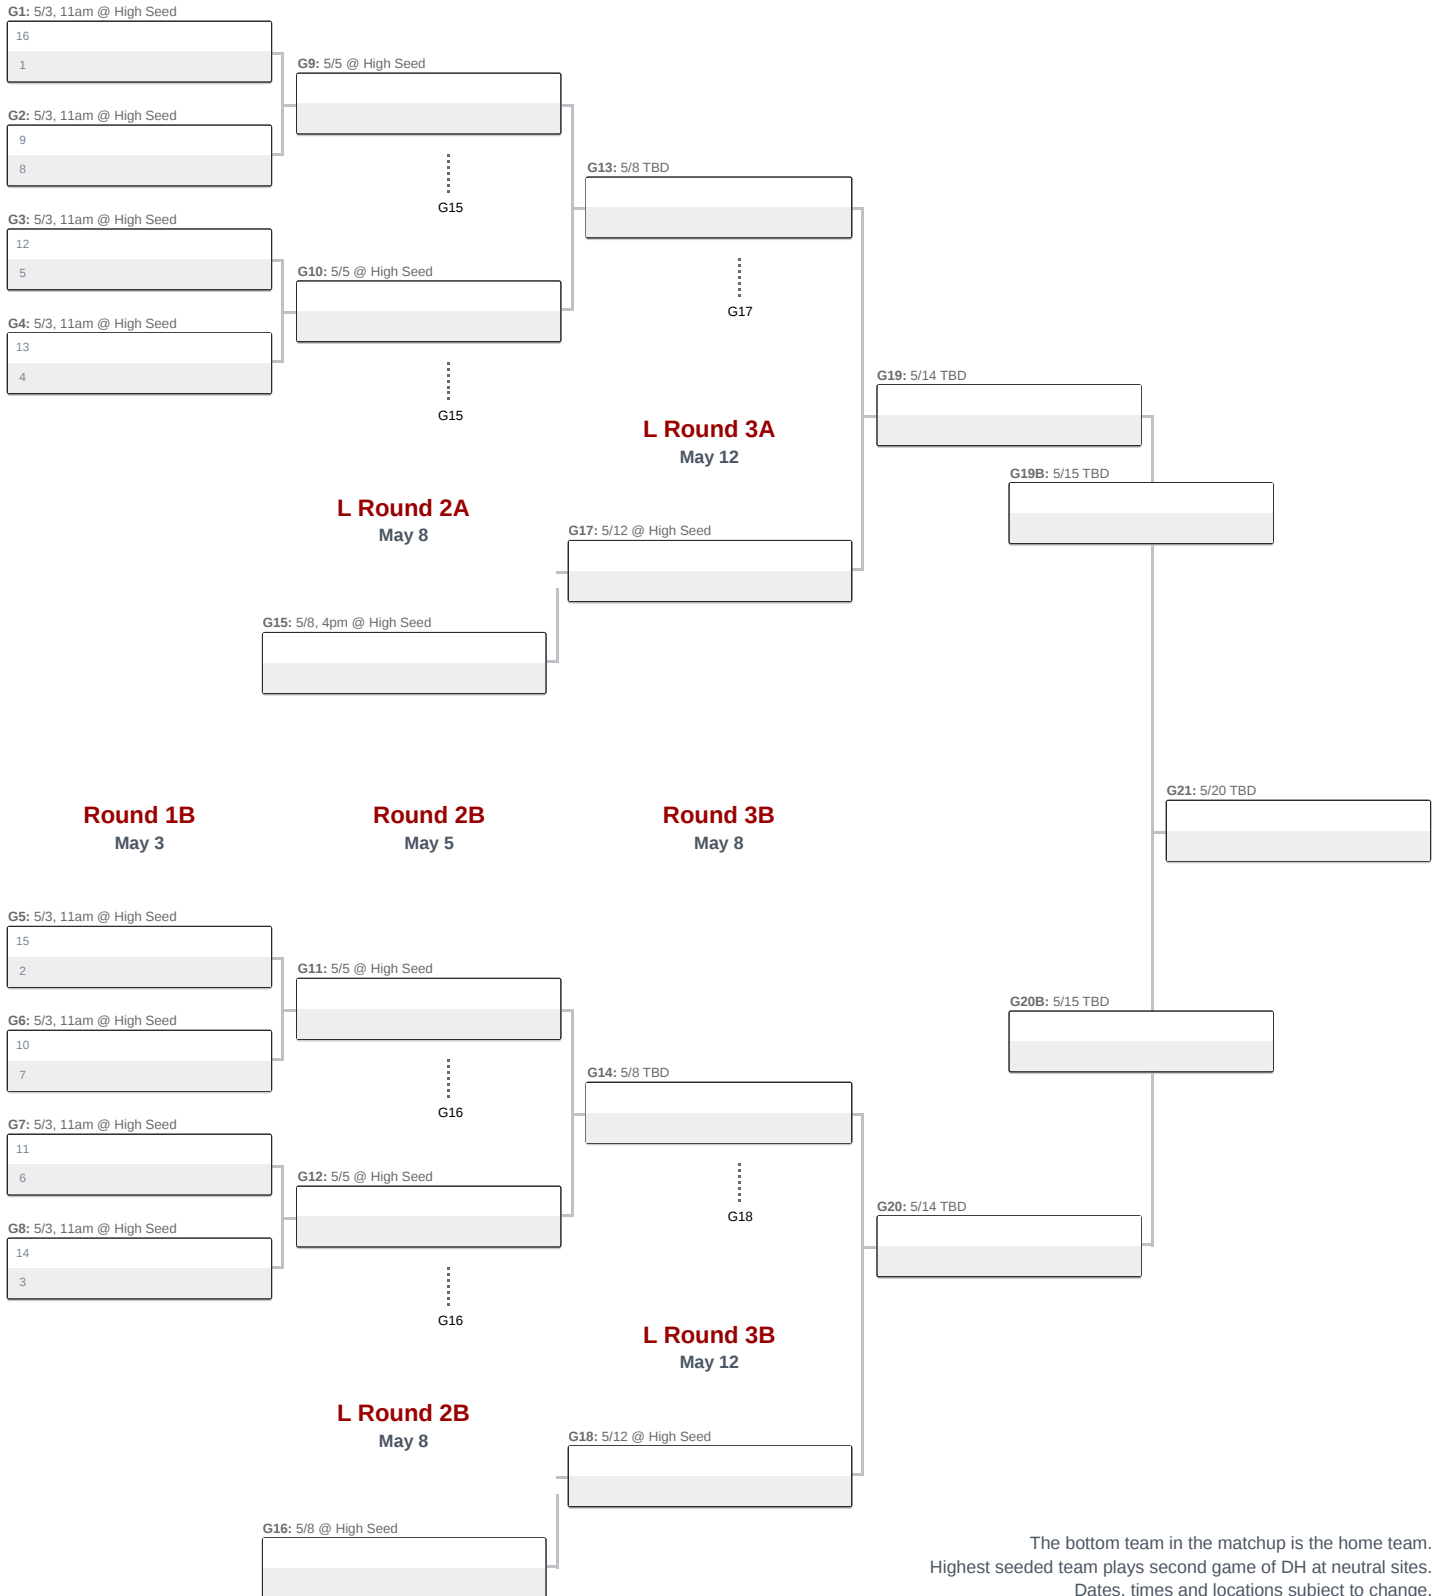 G1: 5/3, 11am @ High Seed
16
1
G9: 5/5 @ High Seed
G2: 5/3, 11am @ High Seed
9
8
G13: 5/8 TBD
G15
G3: 5/3, 11am @ High Seed
12
5
G10: 5/5 @ High Seed
G17
G4: 5/3, 11am @ High Seed
13
4
G19: 5/14 TBD
G15
L Round 3A
May 12
G19B: 5/15 TBD
L Round 2A
May 8
G17: 5/12 @ High Seed
G15: 5/8, 4pm @ High Seed
G21: 5/20 TBD
Round 1B
May 3
Round 2B
May 5
Round 3B
May 8
G5: 5/3, 11am @ High Seed
15
2
G11: 5/5 @ High Seed
G20B: 5/15 TBD
G6: 5/3, 11am @ High Seed
10
7
G14: 5/8 TBD
G16
G7: 5/3, 11am @ High Seed
11
6
G12: 5/5 @ High Seed
G18
G20: 5/14 TBD
G8: 5/3, 11am @ High Seed
14
3
G16
L Round 3B
May 12
L Round 2B
May 8
G18: 5/12 @ High Seed
G16: 5/8 @ High Seed
The bottom team in the matchup is the home team.
Highest seeded team plays second game of DH at neutral sites.
Dates, times and locations subject to change.